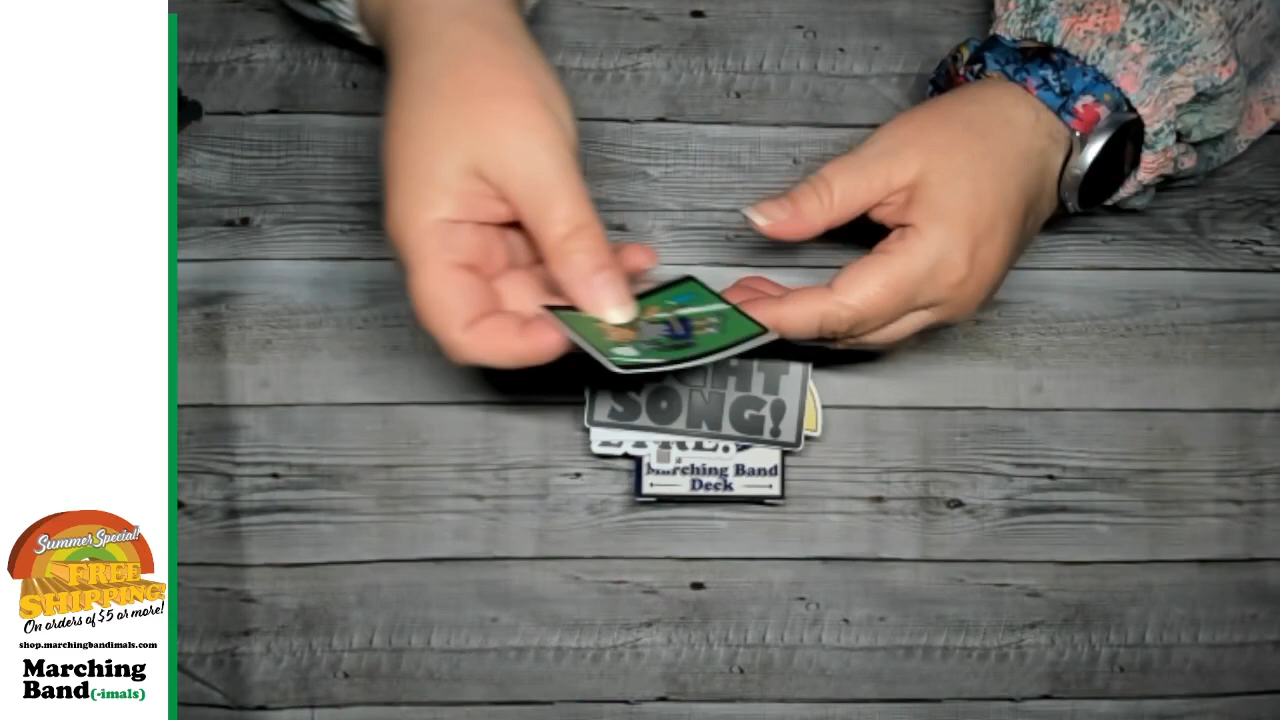 SONG!
Marching Band
Deck
Summer Special!
FREE
SHIPPING!
On orders of $5 or more!
shop.marchingbandimals.com
Marching
Band(-imals)